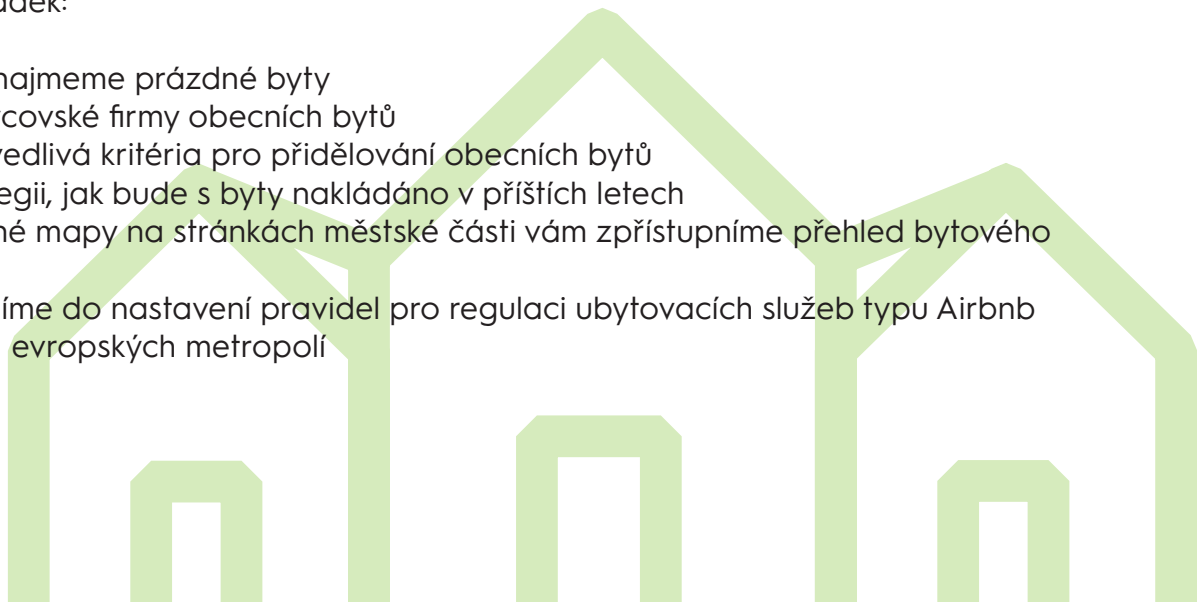 adek:
najmeme prázdné byty
covské firmy obecních bytů
vedlivá kritéria pro přidělování obecních bytů
egii, jak bude s byty nakládáno v příštích letech
né mapy na stránkách městské části vám zpřístupníme přehled bytového
íme do nastavení pravidel pro regulaci ubytovacích služeb typu Airbnb
evropských metropolí